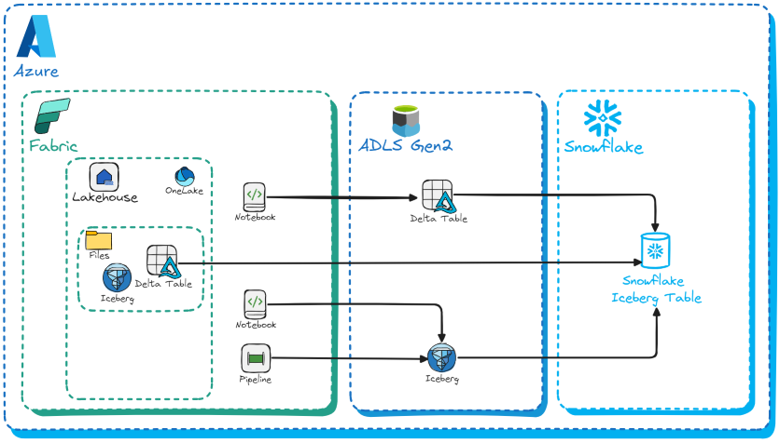 Azure
Fabric
ADLS Gen2
Snowflake
Lakehouse
OneLake
Notebook
Delta Table
Files
Iceberg
Delta Table
Snowflake
Iceberg Table
Notebook
Pipeline
Iceberg